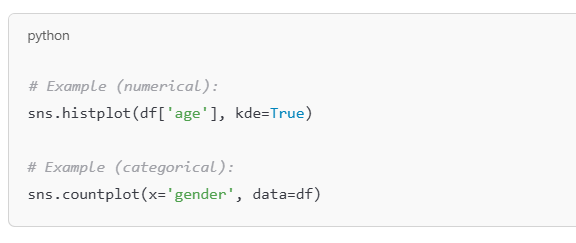 python
# Example (numerical):
sns.histplot(df['age'], kde=True)
# Example (categorical):
sns.countplot(x='gender', data=df)